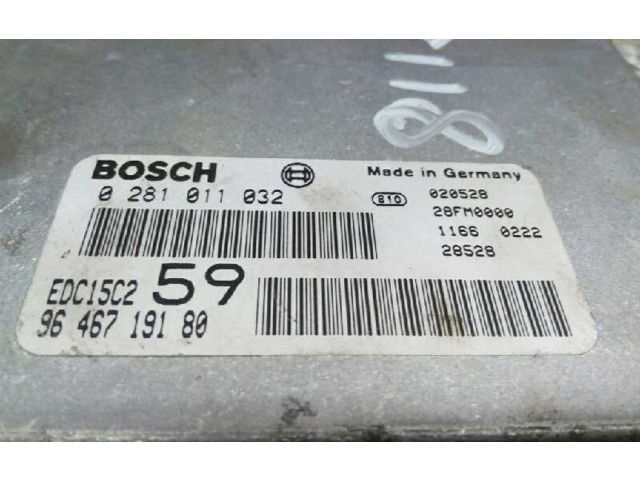 811
BOSCH
Made in Germany
0 281 011 032
810
020528
28FM0000
1166 0222
28528
EDC15C2 59
96 467 191 80